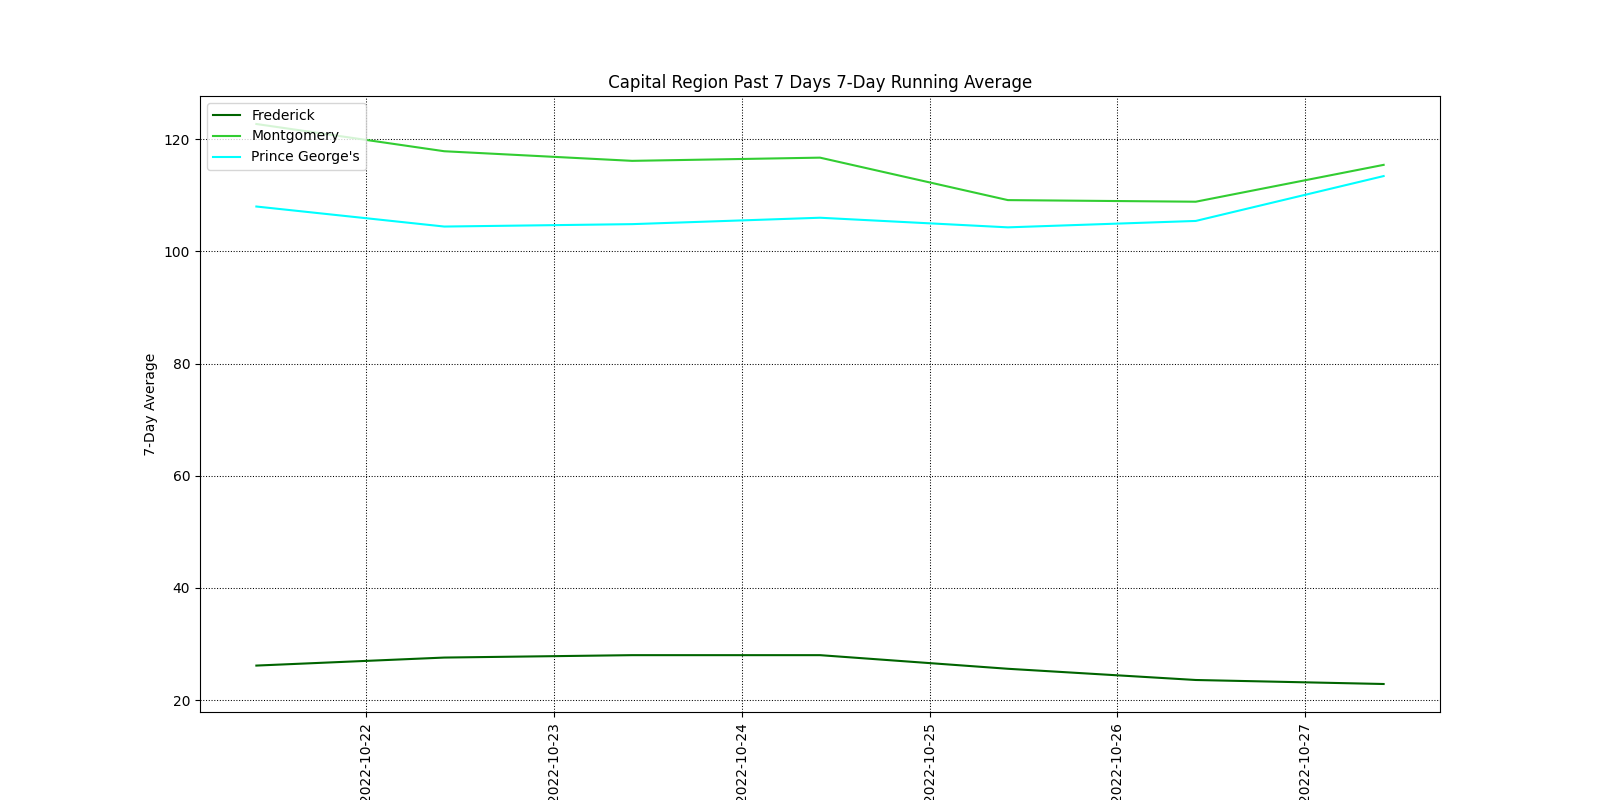 Capital Region Past 7 Days 7-Day Running Average
Frederick
Montgomery
Prince George's
7-Day Average
120
100
80
60
40
20
2022-10-22
2022-10-23
2022-10-24
2022-10-25
2022-10-26
2022-10-27